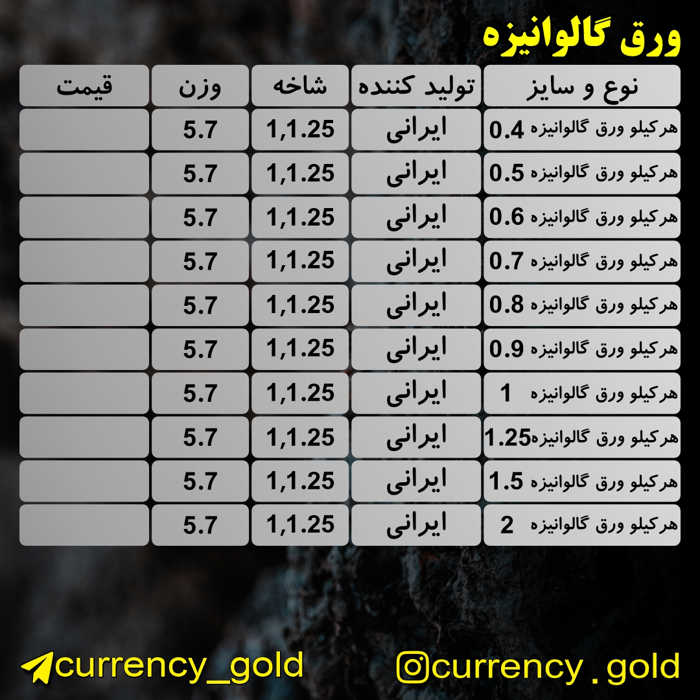 ورق گالوانیزه
نوع و سایز تولید کننده شاخه وزن قیمت
هرکیلو ورق گالوانیزه 0.4 ایرانی 1,1.25 5.7
هرکیلو ورق گالوانیزه 0.5 ایرانی 1,1.25 5.7
هرکیلو ورق گالوانیزه 0.6 ایرانی 1,1.25 5.7
هرکیلو ورق گالوانیزه 0.7 ایرانی 1,1.25 5.7
هرکیلو ورق گالوانیزه 0.8 ایرانی 1,1.25 5.7
هرکیلو ورق گالوانیزه 0.9 ایرانی 1,1.25 5.7
هرکیلو ورق گالوانیزه 1 ایرانی 1,1.25 5.7
هرکیلو ورق گالوانیزه 1.25 ایرانی 1,1.25 5.7
هرکیلو ورق گالوانیزه 1.5 ایرانی 1,1.25 5.7
هرکیلو ورق گالوانیزه 2 ایرانی 1,1.25 5.7
currency_gold currency.gold